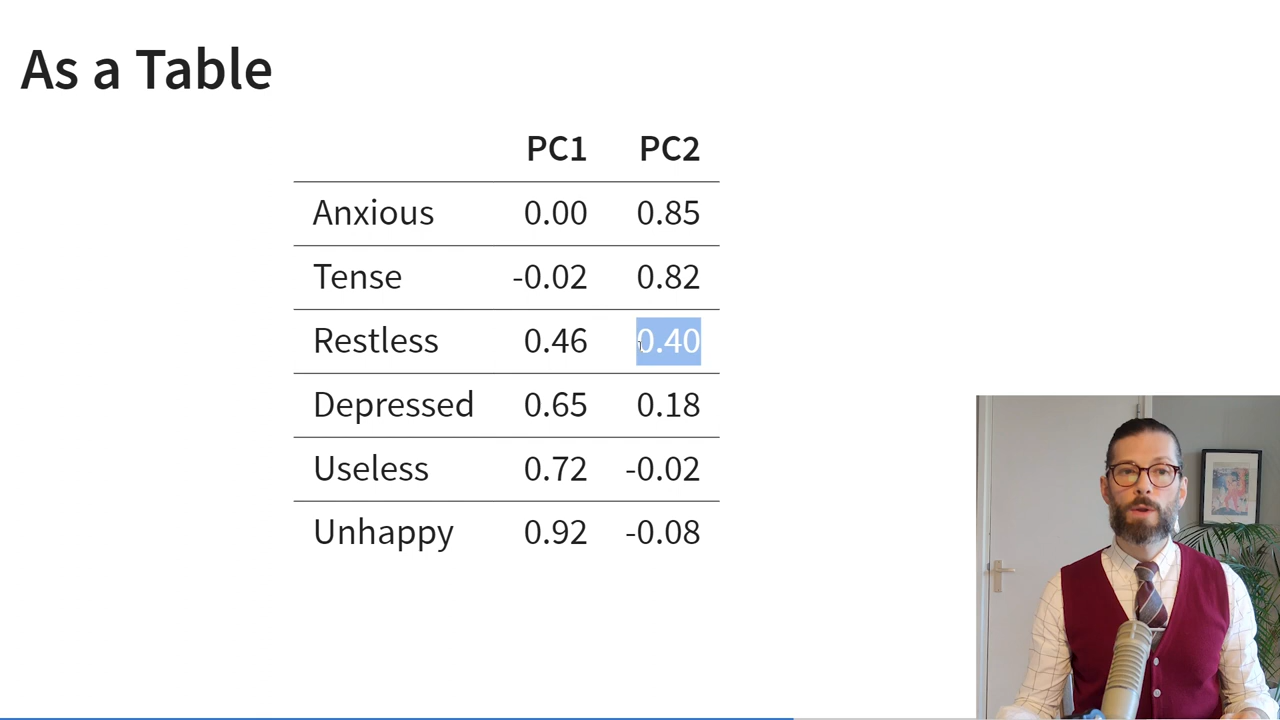 As a Table
PC1 PC2
Anxious 0.00 0.85
Tense -0.02 0.82
Restless 0.46 0.40
Depressed 0.65 0.18
Useless 0.72 -0.02
Unhappy 0.92 -0.08